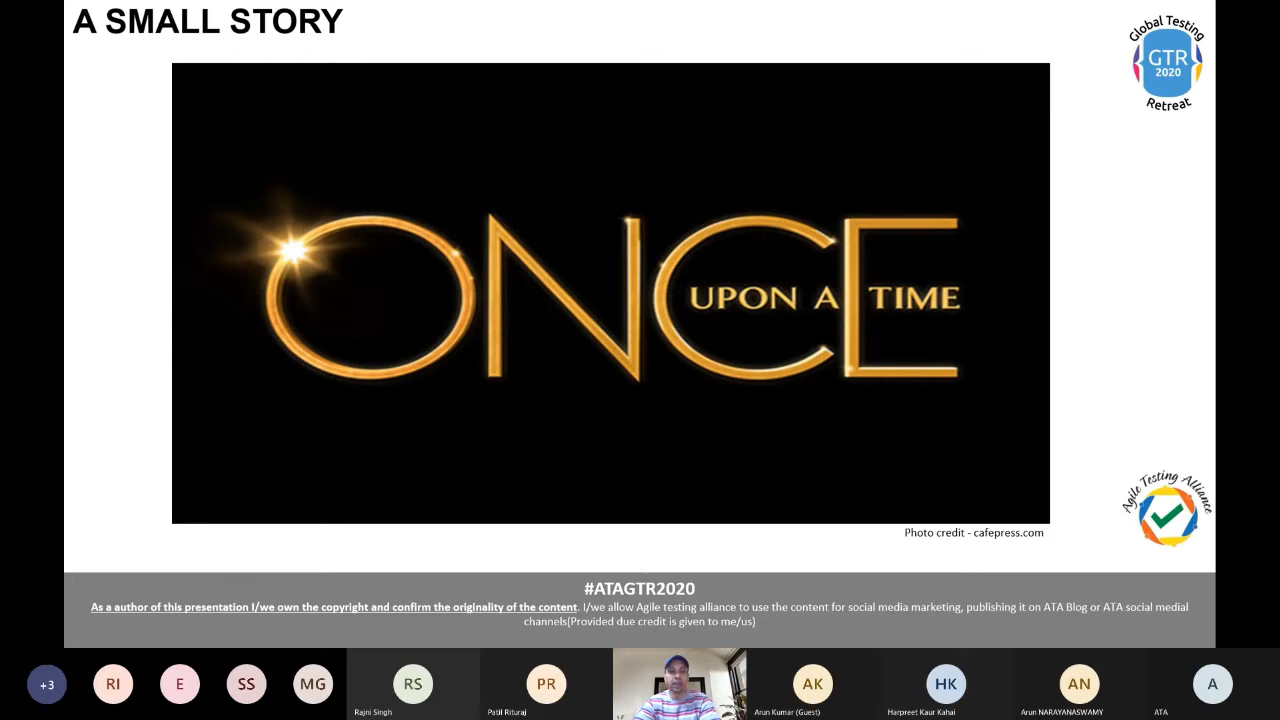 A SMALL STORY
Global Testing
GTR
2020
Retreat
ONCE
UPON A TIME
Agile Testing Alliance
Photo credit - cafepress.com
#ATAGTR2020
As a author of this presentation I/we own the copyright and confirm the originality of the content. I/we allow Agile testing alliance to use the content for social media marketing, publishing it on ATA Blog or ATA social medial
channels(Provided due credit is given to me/us)
+3
RI
E
SS
MG
RS
Rajni Singh
PR
Patil Rituraj
AK
Arun Kumar (Guest)
HK
Harpreet Kaur Kahai
AN
Arun NARAYANASWAMY
A
ATA